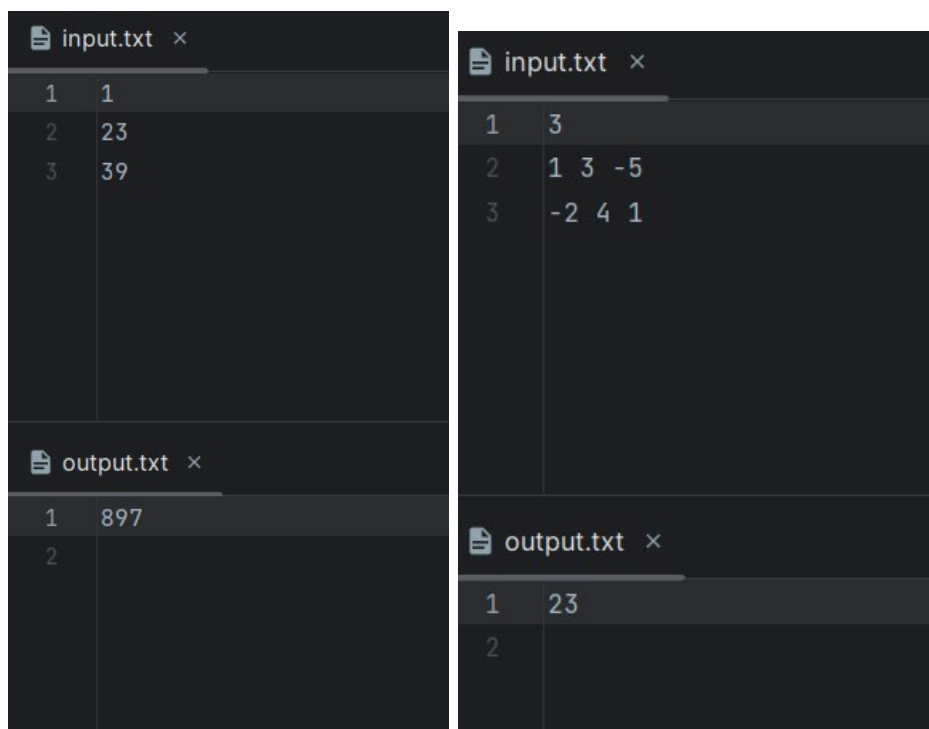 input.txt ×
1 1
2 23
3 39
output.txt ×
1 897
2
input.txt ×
1 3
2 1 3 -5
3 -2 4 1
output.txt ×
1 23
2